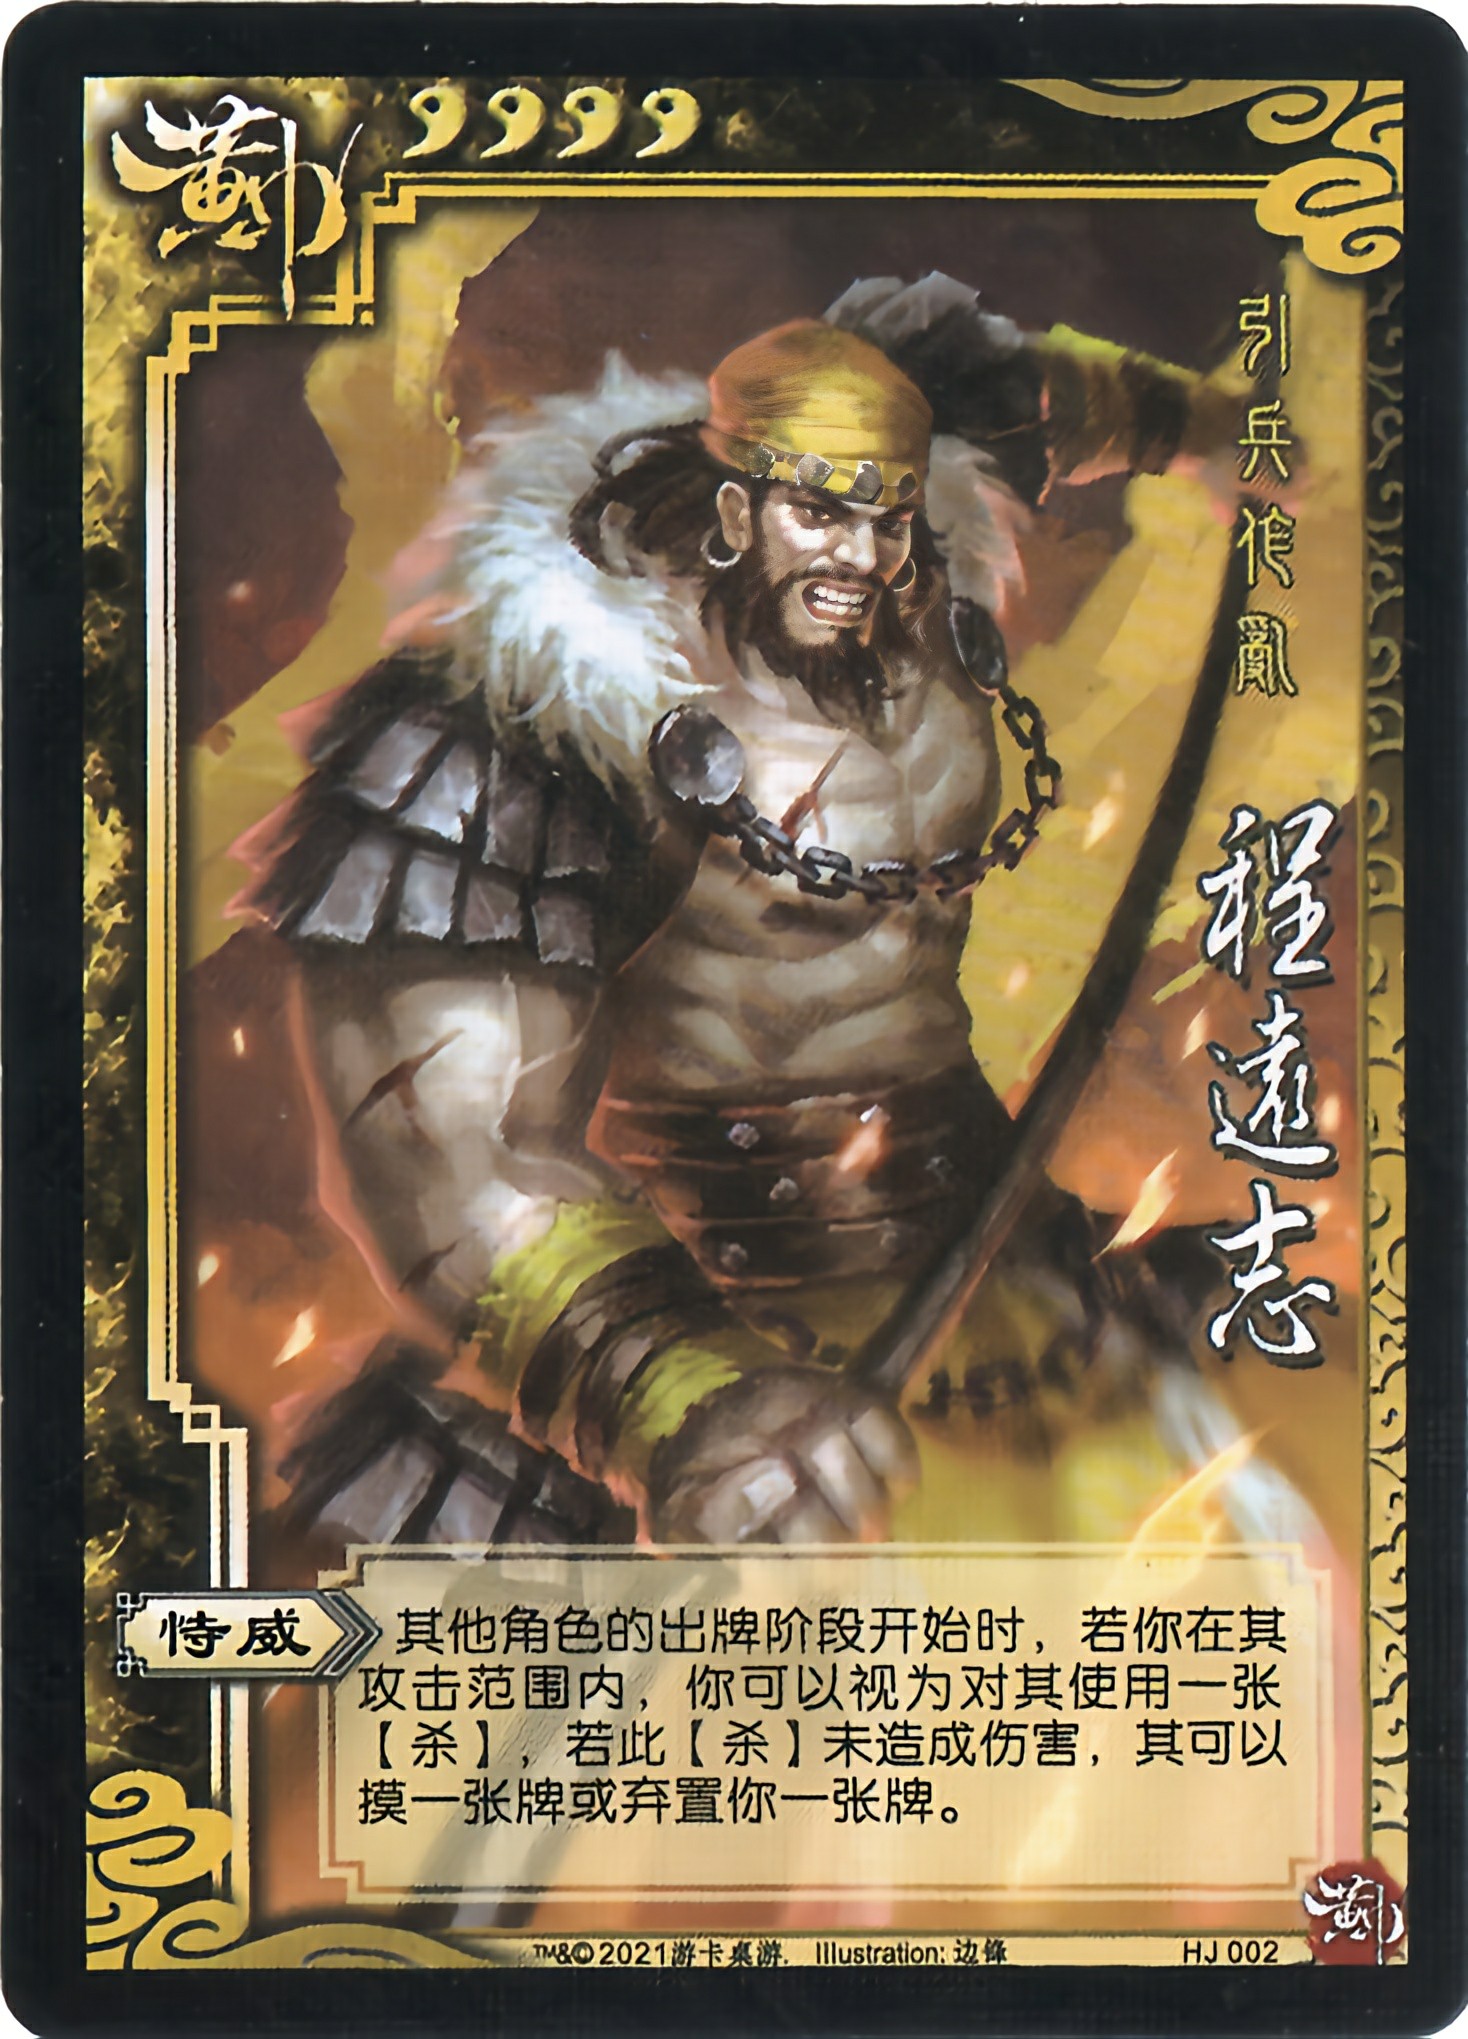 黄巾
引兵作亂
程遠志
恃威
其他角色的出牌阶段开始时，若你在其
攻击范围内，你可以视为对其使用一张
【杀】，若此【杀】未造成伤害，其可以
摸一张牌或弃置你一张牌。
™&©2021游卡桌游. Illustration: 边锋
HJ 002
黄巾